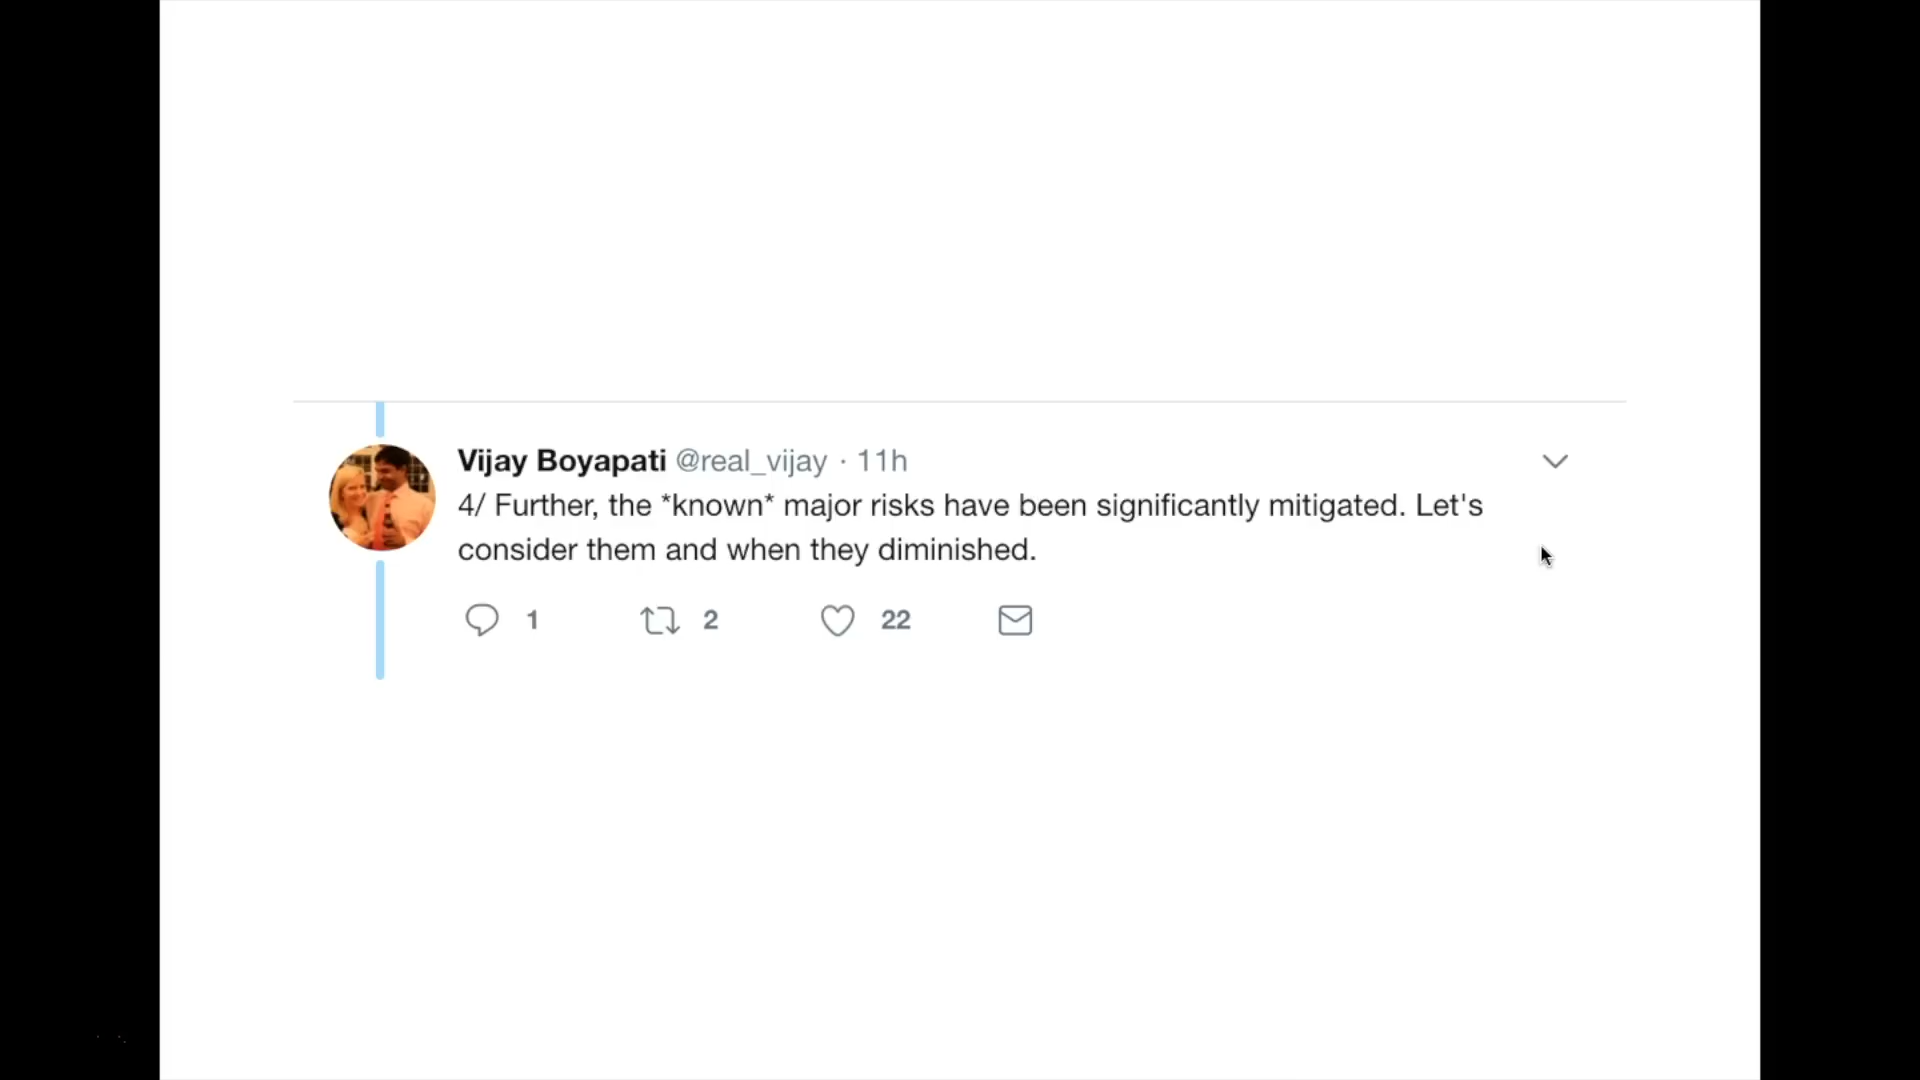 Vijay Boyapati @real_vijay · 11h
4/ Further, the *known* major risks have been significantly mitigated. Let's
consider them and when they diminished.
1 2 22